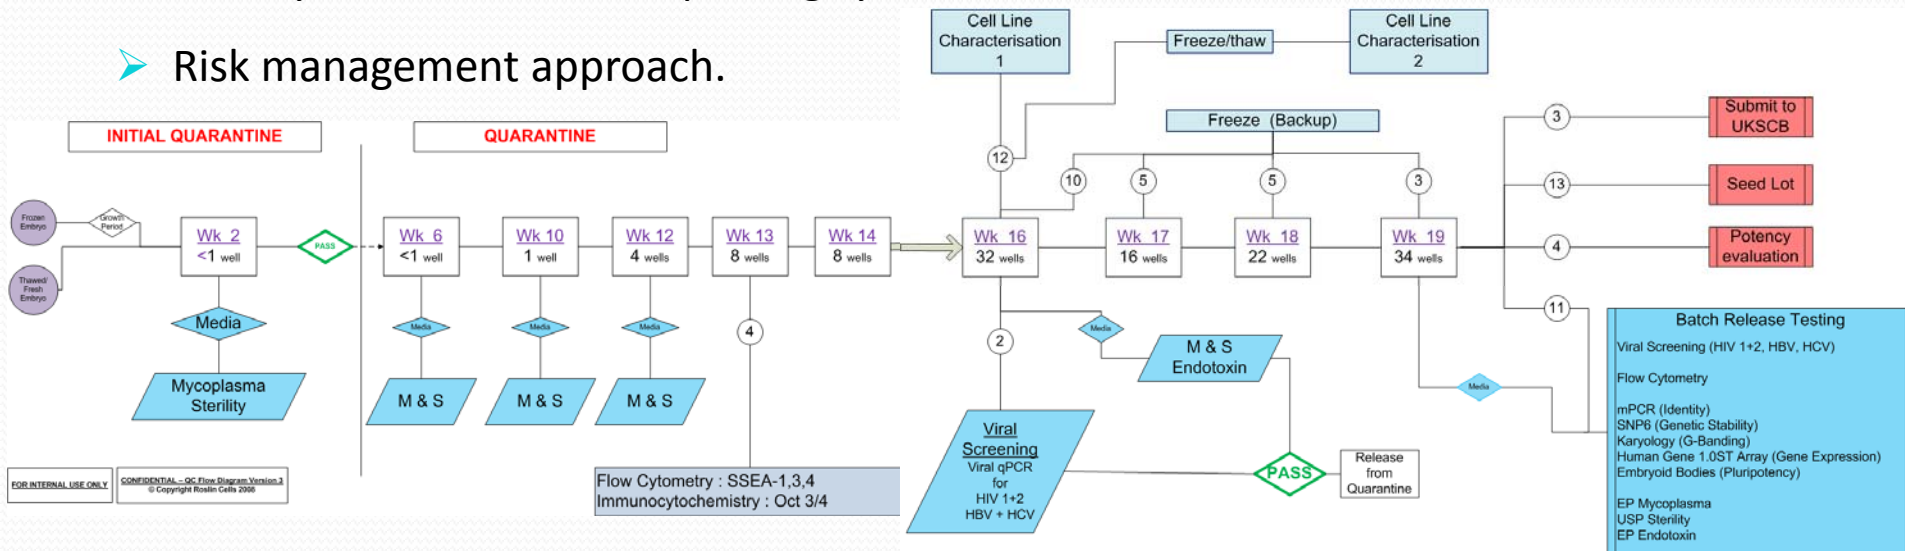 Risk management approach.
INITIAL QUARANTINE
QUARANTINE
Frozen
Embryo
Growth
Period
Thawed/
Fresh
Embryo
Wk 2
<1 well
PASS
Media
Mycoplasma
Sterility
Wk 6
<1 well
Media
M & S
Wk 10
1 well
Media
M & S
Wk 12
4 wells
Media
M & S
Wk 13
8 wells
4
Flow Cytometry : SSEA-1,3,4
Immunocytochemistry : Oct 3/4
Wk 14
8 wells
FOR INTERNAL USE ONLY
CONFIDENTIAL – QC Flow Diagram Version 3
© Copyright Roslin Cells 2008
Cell Line
Characterisation
1
Freeze/thaw
Cell Line
Characterisation
2
Freeze (Backup)
12
10
5
5
3
Wk 16
32 wells
Wk 17
16 wells
Wk 18
22 wells
Wk 19
34 wells
2
Media
M & S
Endotoxin
Viral
Screening
Viral qPCR
for
HIV 1+2
HBV + HCV
PASS
Release
from
Quarantine
3
Submit to
UKSCB
13
Seed Lot
4
Potency
evaluation
11
Media
Batch Release Testing
Viral Screening (HIV 1+2, HBV, HCV)
Flow Cytometry
mPCR (Identity)
SNP6 (Genetic Stability)
Karyology (G-Banding)
Human Gene 1.0ST Array (Gene Expression)
Embryoid Bodies (Pluripotency)
EP Mycoplasma
USP Sterility
EP Endotoxin